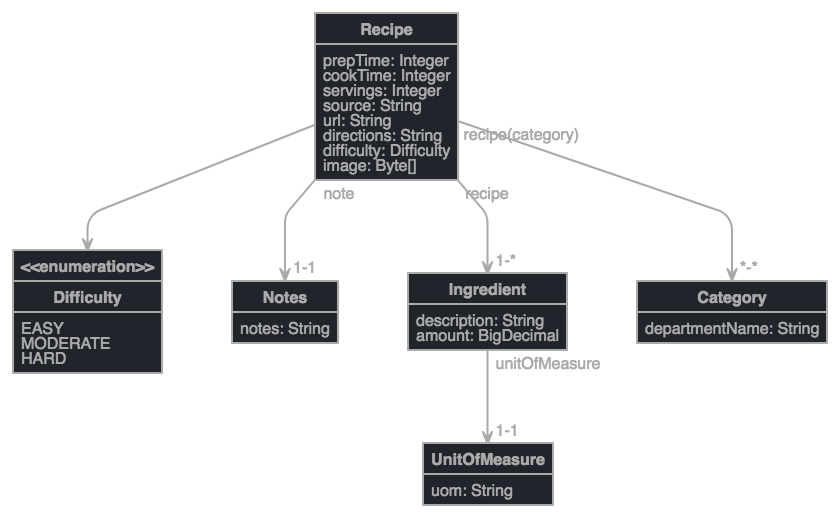 Recipe
prepTime: Integer
cookTime: Integer
servings: Integer
source: String
url: String
directions: String
difficulty: Difficulty
image: Byte[]
recipe(category)
note
recipe
<<enumeration>>
Difficulty
EASY
MODERATE
HARD
1-1
Notes
notes: String
1-*
Ingredient
description: String
amount: BigDecimal
*-*
Category
departmentName: String
unitOfMeasure
1-1
UnitOfMeasure
uom: String